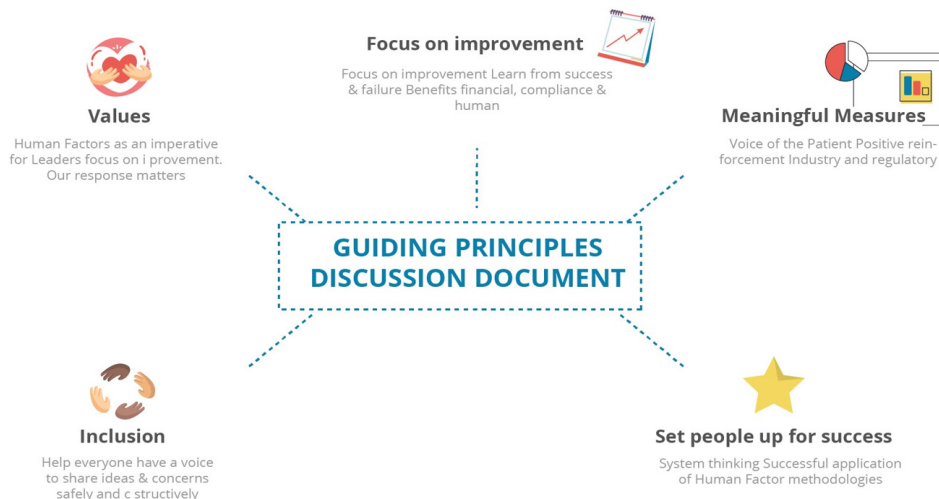 Focus on improvement
Focus on improvement Learn from success
& failure Benefits financial, compliance &
human
Values
Human Factors as an imperative
for Leaders focus on i provement.
Our response matters
Meaningful Measures
Voice of the Patient Positive rein-
forcement Industry and regulatory
GUIDING PRINCIPLES
DISCUSSION DOCUMENT
Inclusion
Help everyone have a voice
to share ideas & concerns
safely and c structively
Set people up for success
System thinking Successful application
of Human Factor methodologies